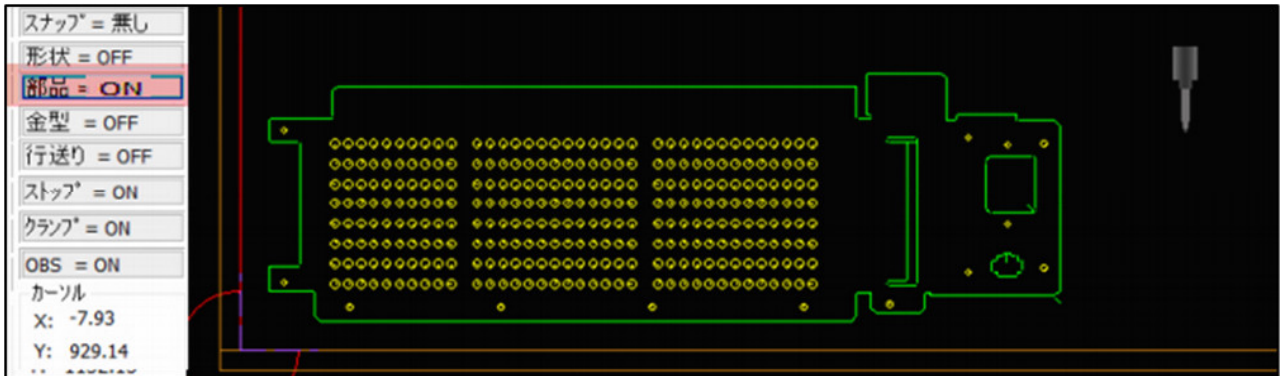 スナップ = 無し
形状 = OFF
部品 = ON
金型 = OFF
行送り = OFF
ストップ = ON
クランプ = ON
OBS = ON
カーソル
X: -7.93
Y: 929.14